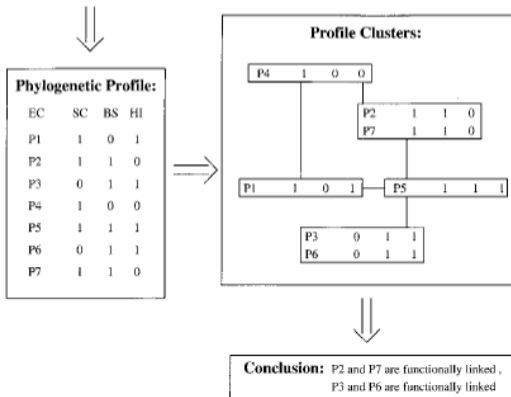 Phylogenetic Profile:
EC SC BS HI
P1 1 0 1
P2 1 1 0
P3 0 1 1
P4 1 0 0
P5 1 1 1
P6 0 1 1
P7 1 1 0
Profile Clusters:
P4 1 0 0
P2 1 1 0
P7 1 1 0
P1 1 0 1
P5 1 1 1
P3 0 1 1
P6 0 1 1
Conclusion: P2 and P7 are functionally linked ,
P3 and P6 are functionally linked